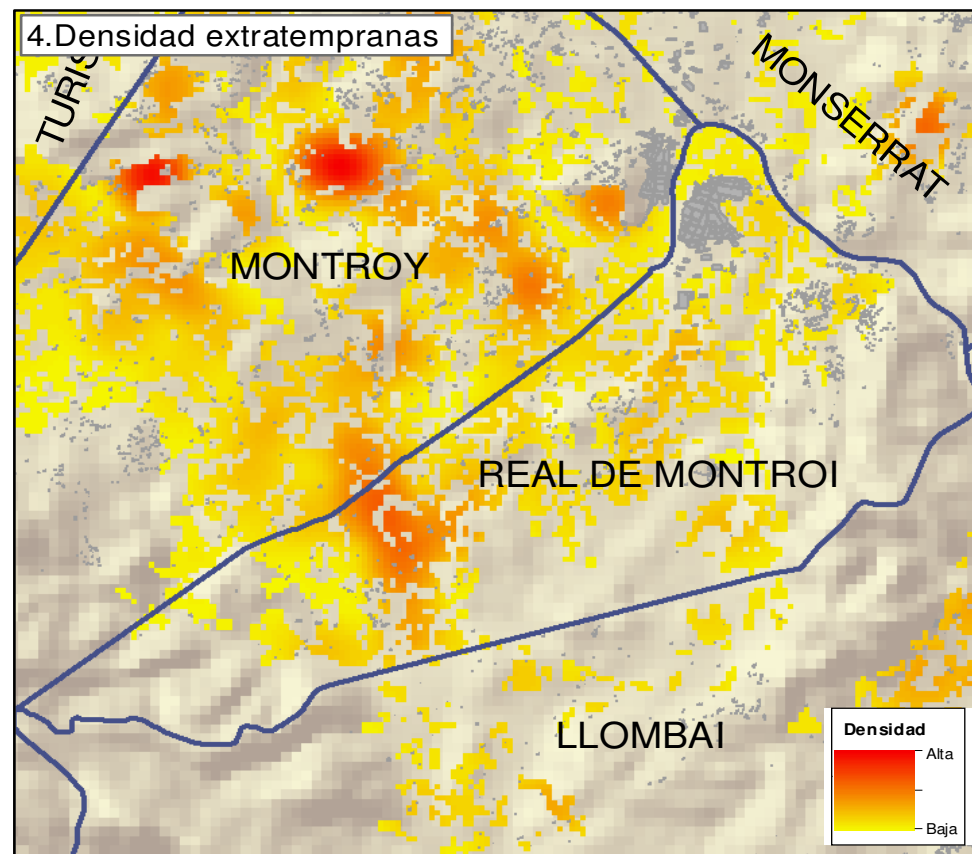 4.Densidad extratempranas
TURIS
MONSERRAT
MONTROY
REAL DE MONTROI
LLOMBAI
Densidad
Alta
Baja